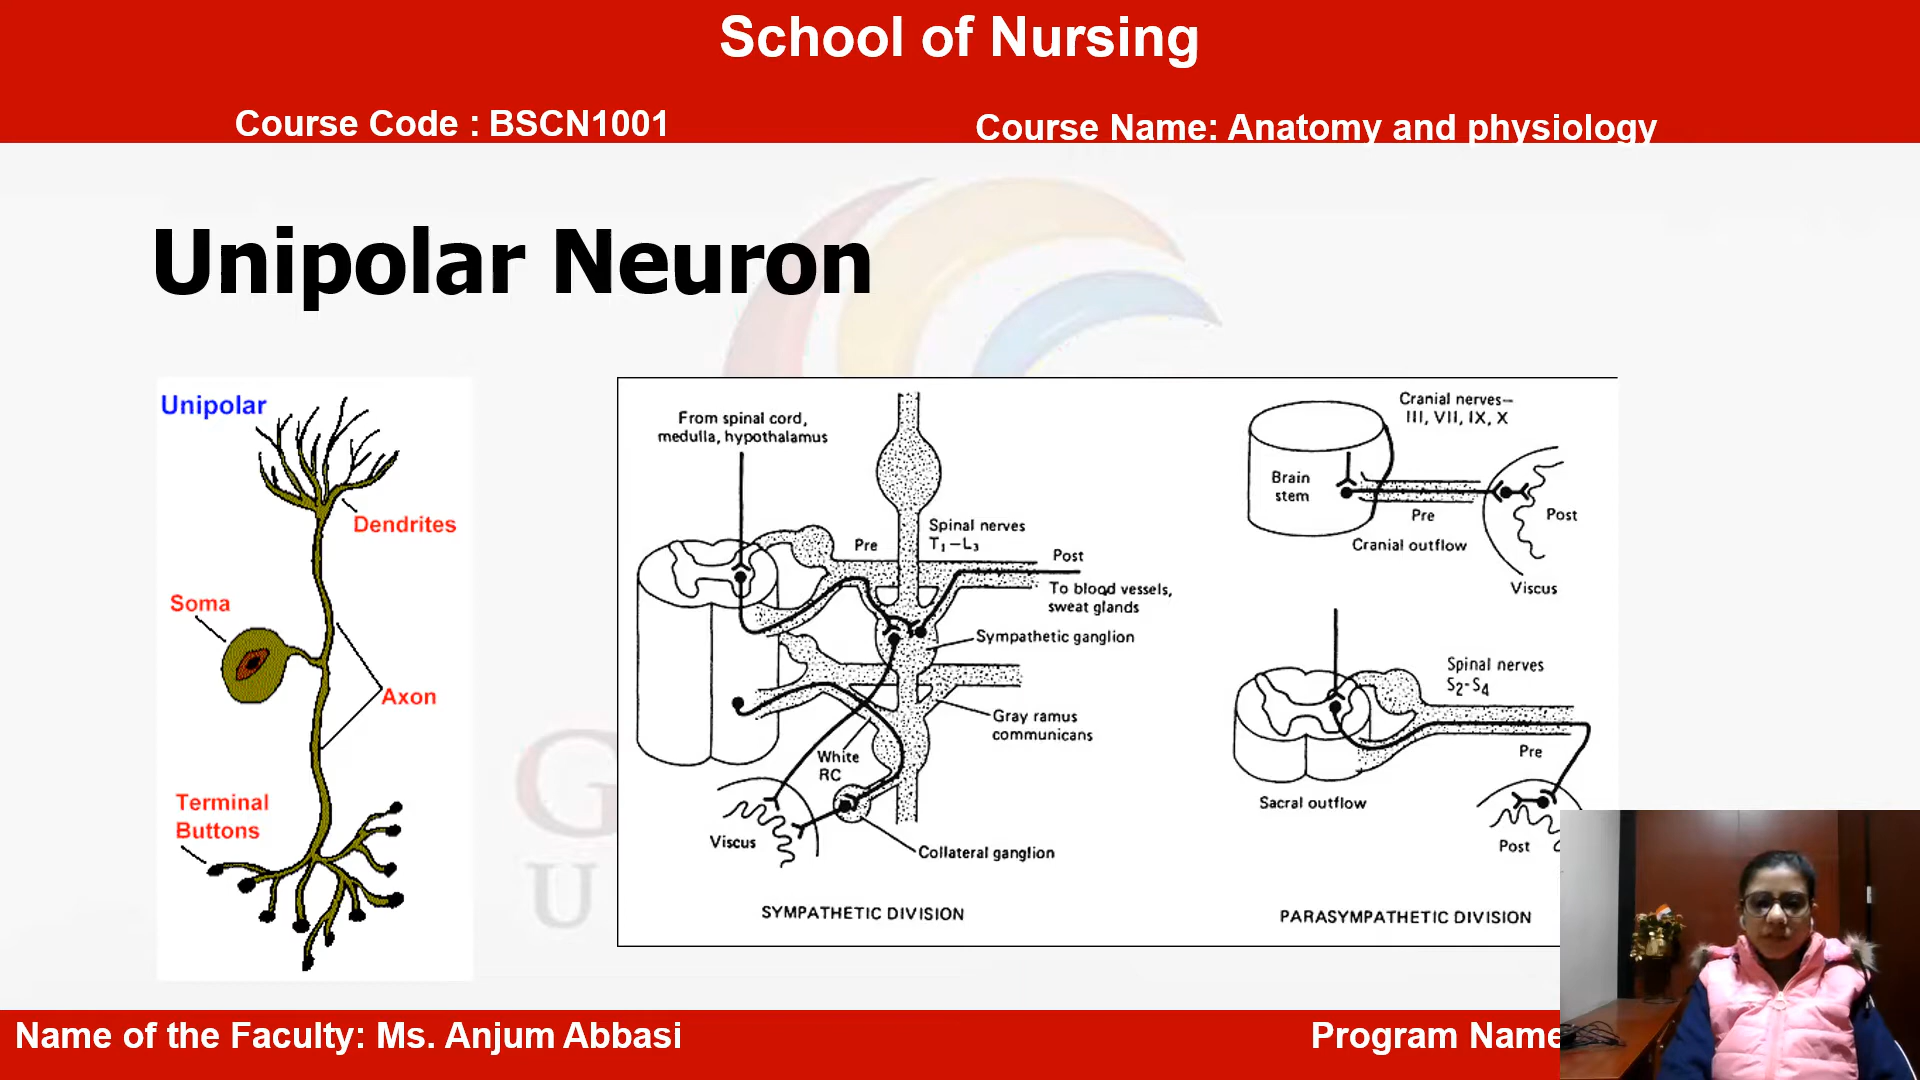 School of Nursing
Course Code : BSCN1001
Course Name: Anatomy and physiology
Unipolar Neuron
Unipolar
Dendrites
Soma
Axon
Terminal
Buttons
From spinal cord,
medulla, hypothalamus
Pre
Spinal nerves
T1–L3
Post
To blood vessels,
sweat glands
Sympathetic ganglion
Gray ramus
communicans
White
RC
Viscus
Collateral ganglion
SYMPATHETIC DIVISION
Cranial nerves–
III, VII, IX, X
Brain
stem
Pre
Post
Cranial outflow
Viscus
Spinal nerves
S2-S4
Pre
Sacral outflow
Post
PARASYMPATHETIC DIVISION
G
U
Name of the Faculty: Ms. Anjum Abbasi
Program Name